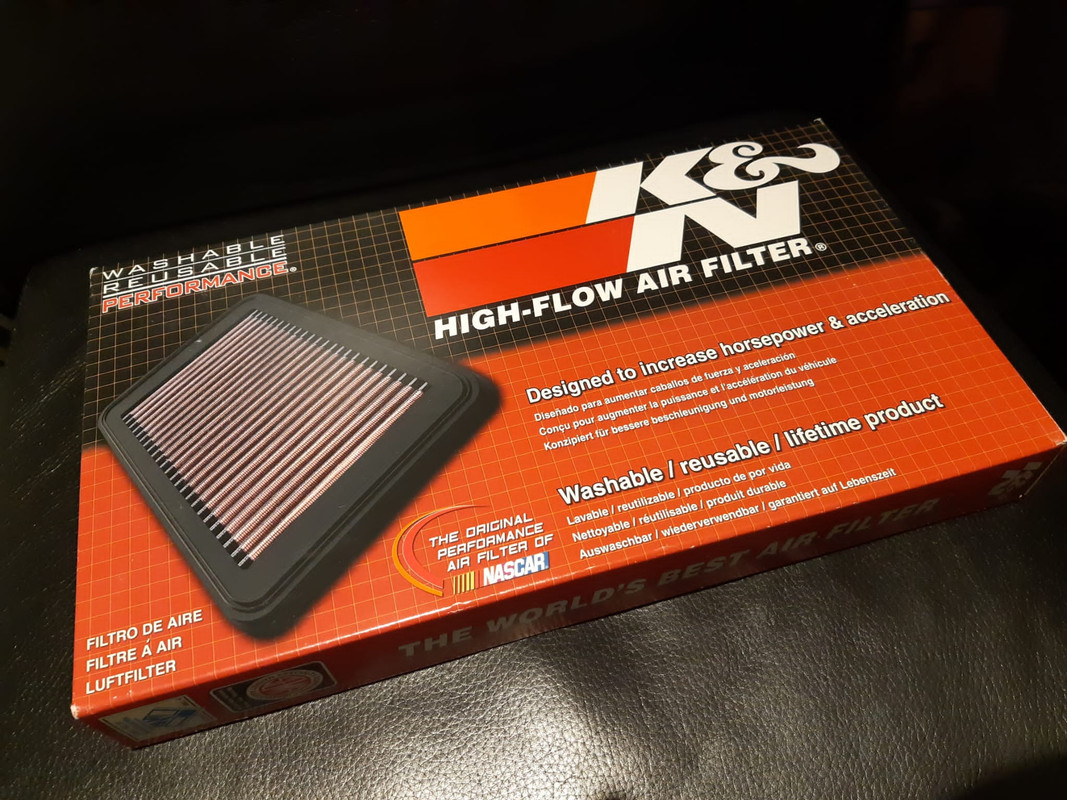 WASHABLE
REUSABLE
PERFORMANCE®
K&N
HIGH-FLOW AIR FILTER®
Designed to increase horsepower & acceleration
Diseñado para aumentar caballos de fuerza y aceleración
Conçu pour augmenter la puissance et l'accélération du véhicule
Konzipiert für bessere beschleunigung und motorleistung
Washable / reusable / lifetime product
Lavable / reutilizable / producto de por vida
Nettoyable / réutilisable / produit durable
Auswaschbar / wiederverwendbar / garantiert auf Lebenszeit
THE ORIGINAL
PERFORMANCE
AIR FILTER OF
NASCAR
FILTRO DE AIRE
FILTRE À AIR
LUFTFILTER
THE WORLD'S BEST AIR FILTER
K&N